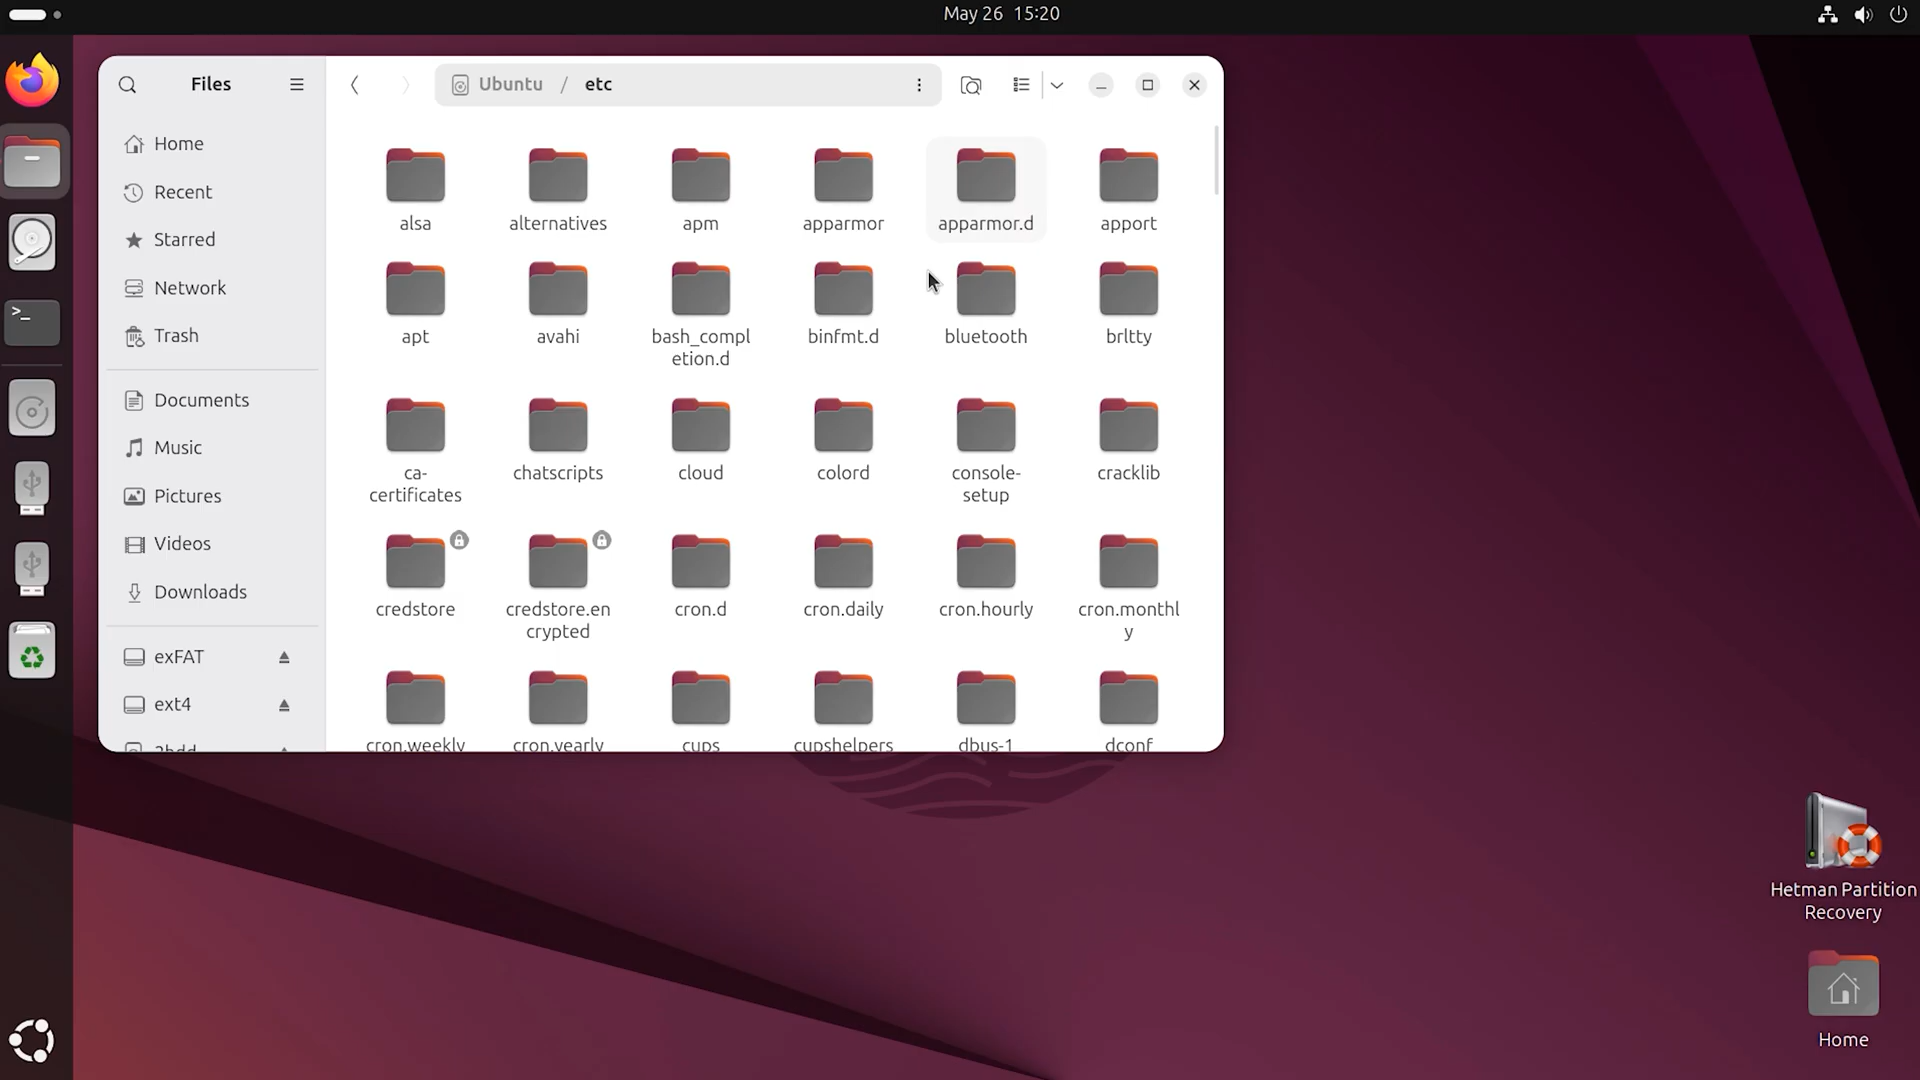 May 26 15:20
Files
Ubuntu / etc
Home
Recent
Starred
Network
Trash
Documents
Music
Pictures
Videos
Downloads
exFAT
ext4
2hdd
alsa
alternatives
apm
apparmor
apparmor.d
apport
apt
avahi
bash_compl
etion.d
binfmt.d
bluetooth
brltty
ca-
certificates
chatscripts
cloud
colord
console-
setup
cracklib
credstore
credstore.en
crypted
cron.d
cron.daily
cron.hourly
cron.monthl
y
cron.weekly
cron.yearly
cups
cupshelpers
dbus-1
dconf
>_
Hetman Partition
Recovery
Home